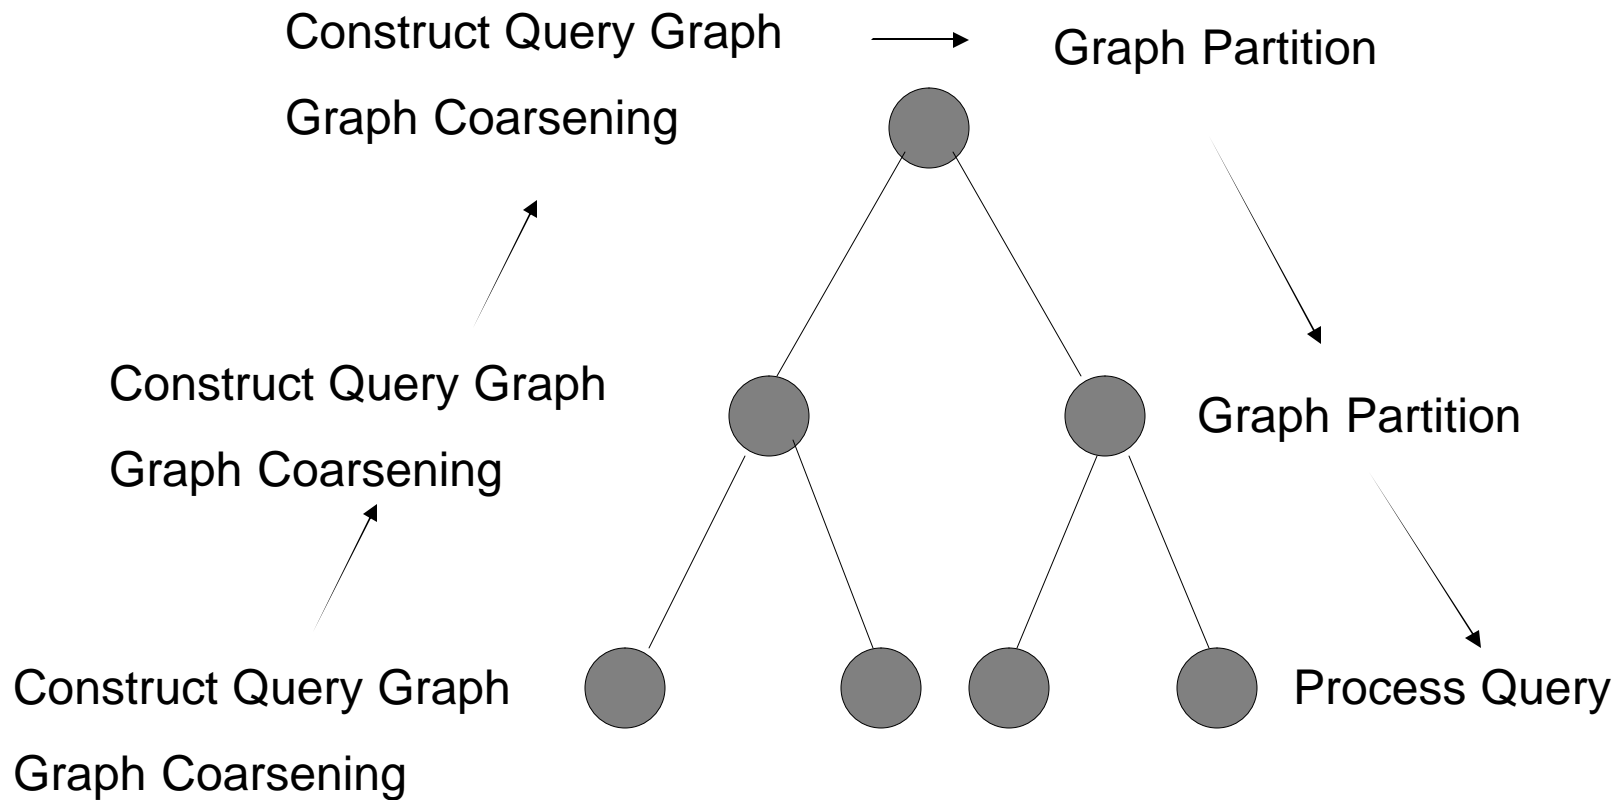 Construct Query Graph
Graph Partition
Graph Coarsening
Construct Query Graph
Graph Partition
Graph Coarsening
Construct Query Graph
Process Query
Graph Coarsening